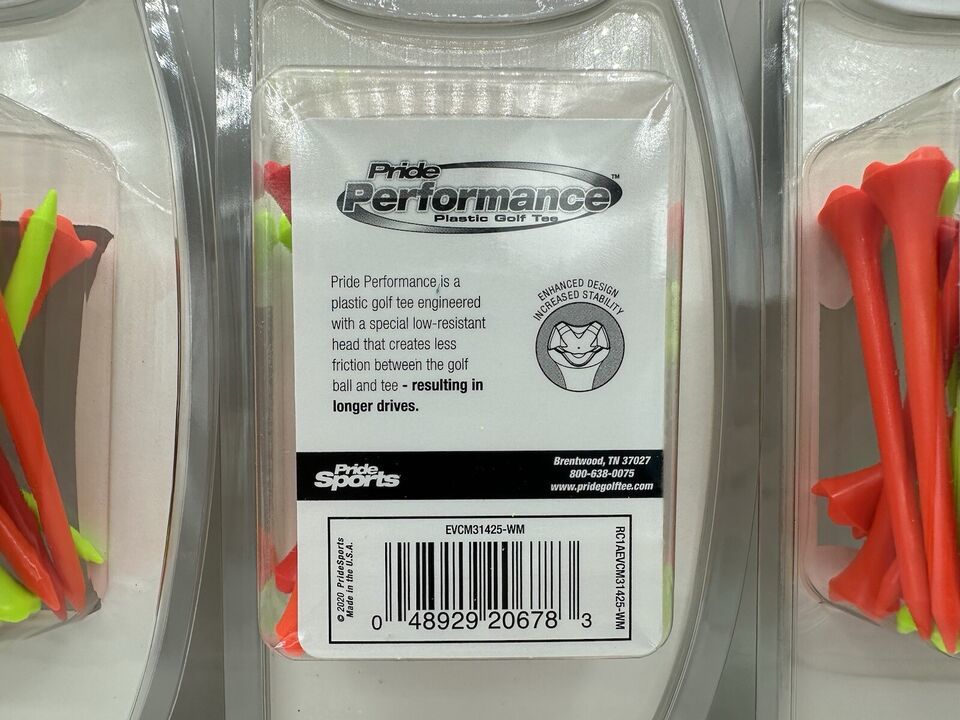 Pride
Performance™
Plastic Golf Tee
Pride Performance is a
plastic golf tee engineered
with a special low-resistant
head that creates less
friction between the golf
ball and tee - resulting in
longer drives.
ENHANCED DESIGN
INCREASED STABILITY
Pride
Sports
Brentwood, TN 37027
800-638-0075
www.pridegolftee.com
EVCM31425-WM
© 2020 PrideSports
Made in the U.S.A.
RC1AEVCM31425-WM
0 48929 20678 3